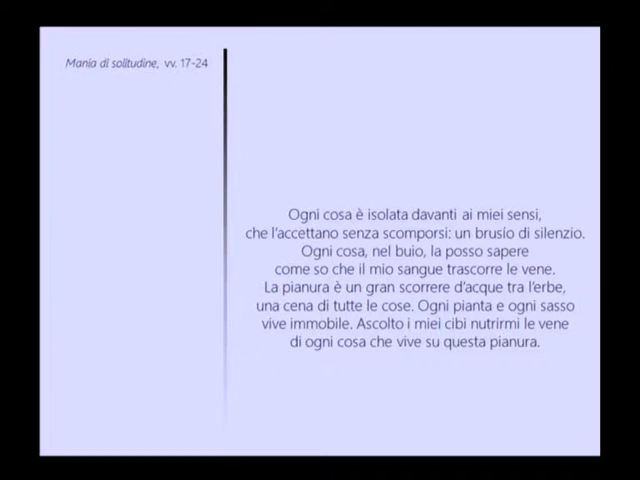 Mania di solitudine, vv. 17-24
Ogni cosa è isolata davanti ai miei sensi,
che l'accettano senza scomporsi: un brusío di silenzio.
Ogni cosa, nel buio, la posso sapere
come so che il mio sangue trascorre le vene.
La pianura è un gran scorrere d'acque tra l'erbe,
una cena di tutte le cose. Ogni pianta e ogni sasso
vive immobile. Ascolto i miei cibi nutrirmi le vene
di ogni cosa che vive su questa pianura.